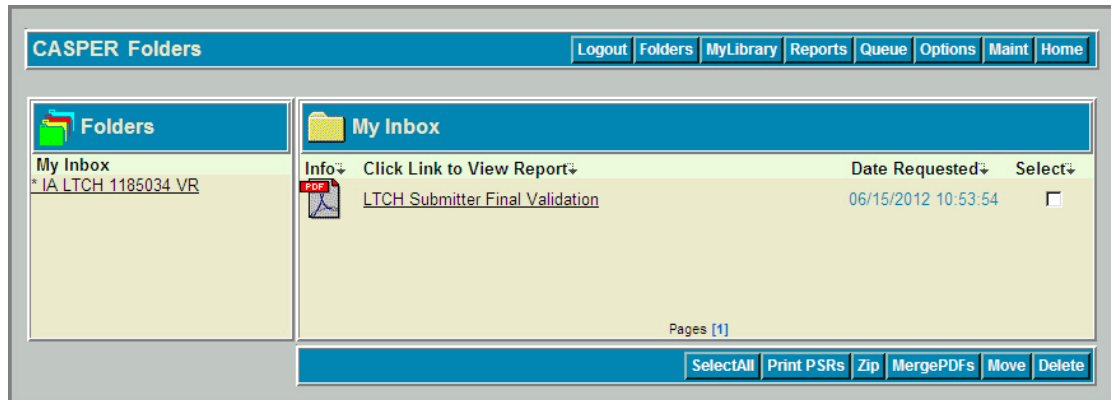 CASPER Folders
Logout Folders MyLibrary Reports Queue Options Maint Home
Folders
My Inbox
* IA LTCH 1185034 VR
My Inbox
Info Click Link to View Report Date Requested Select
PDF LTCH Submitter Final Validation 06/15/2012 10:53:54
Pages [1]
SelectAll Print PSRs Zip MergePDFs Move Delete